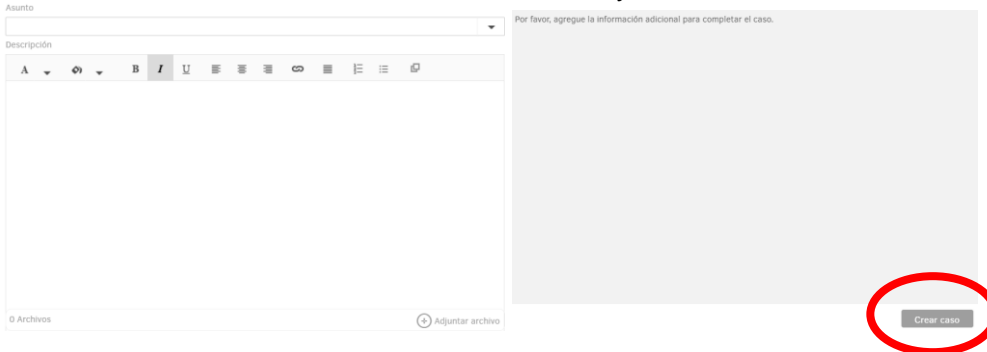 Asunto
Descripción
A B I U
0 Archivos
Adjuntar archivo
Por favor, agregue la información adicional para completar el caso.
Crear caso